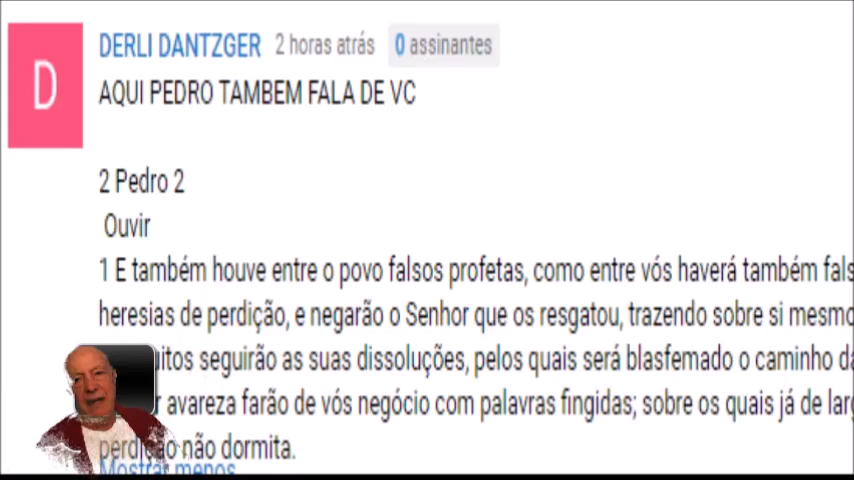 D
DERLI DANTZGER 2 horas atrás 0 assinantes
AQUI PEDRO TAMBEM FALA DE VC
2 Pedro 2
Ouvir
1 E também houve entre o povo falsos profetas, como entre vós haverá também fals
heresias de perdição, e negarão o Senhor que os resgatou, trazendo sobre si mesmo
uitos seguirão as suas dissoluções, pelos quais será blasfemado o caminho da
avareza farão de vós negócio com palavras fingidas; sobre os quais já de larg
perdição não dormita.
Mostrar menos